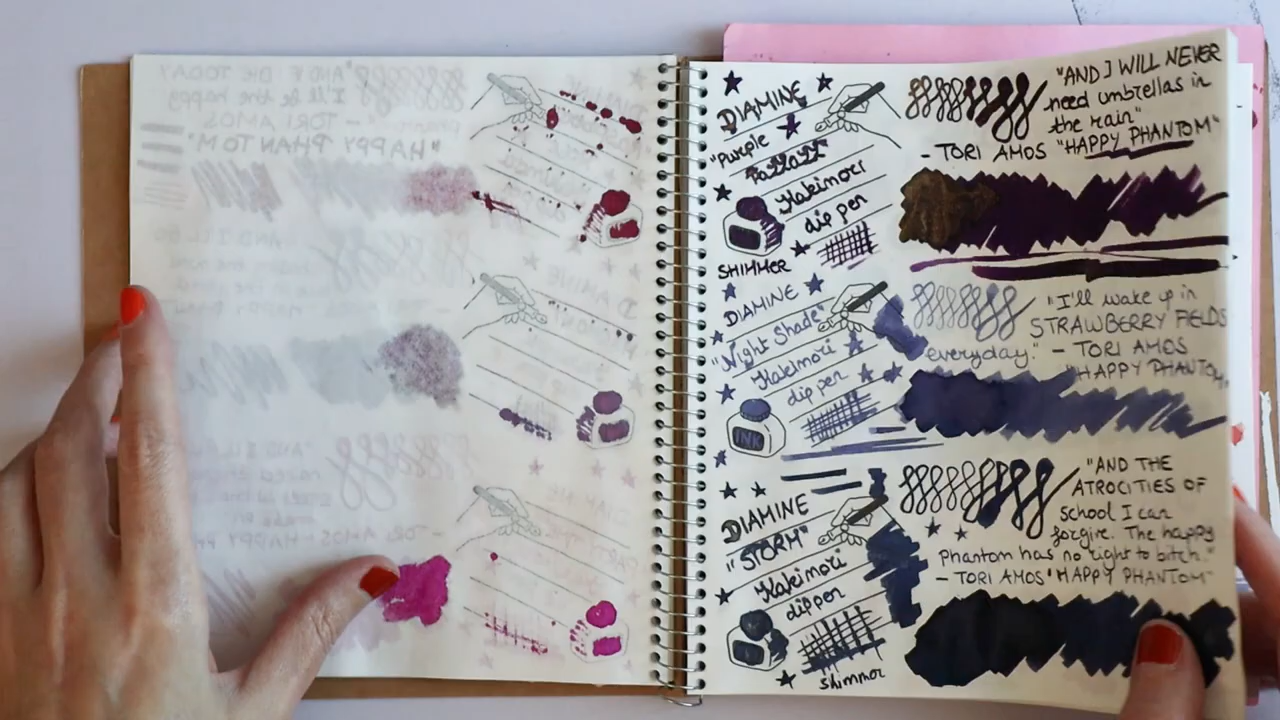 DIAMINE
"Purple
Pazzazz"
Kakimori
dip pen
SHIMMER
"AND I WILL NEVER
need umbrellas in
the rain"
"HAPPY PHANTOM"
- TORI AMOS
DIAMINE
"Night Shade"
Kakimori
dip pen
INK
"I'll wake up in
STRAWBERRY FIELDS
everyday." - TORI AMOS
"HAPPY PHANTOM"
DIAMINE
"STORM"
Kakimori
dip pen
shimmer
"AND THE
ATROCITIES OF
school I can
forgive. The happy
Phantom has no right to bitch."
- TORI AMOS "HAPPY PHANTOM"